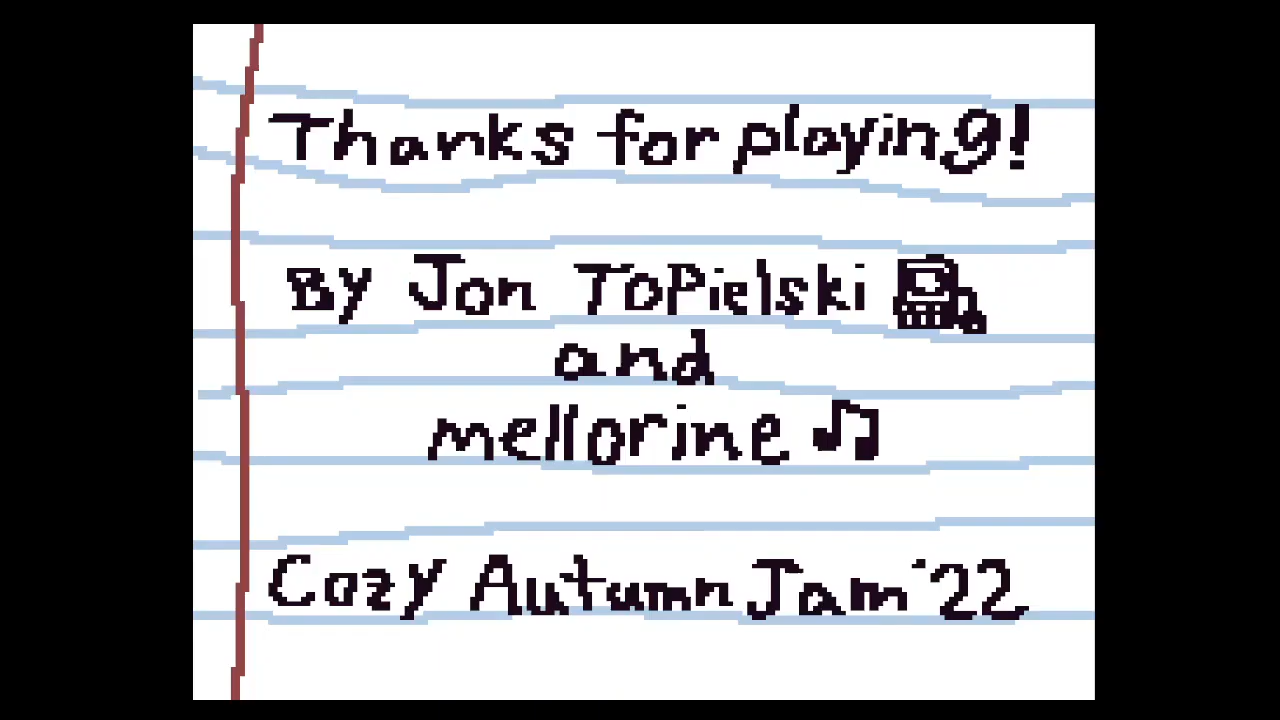 Thanks for playing!
By Jon Topielski
and
mellorine ♫
Cozy Autumn Jam '22